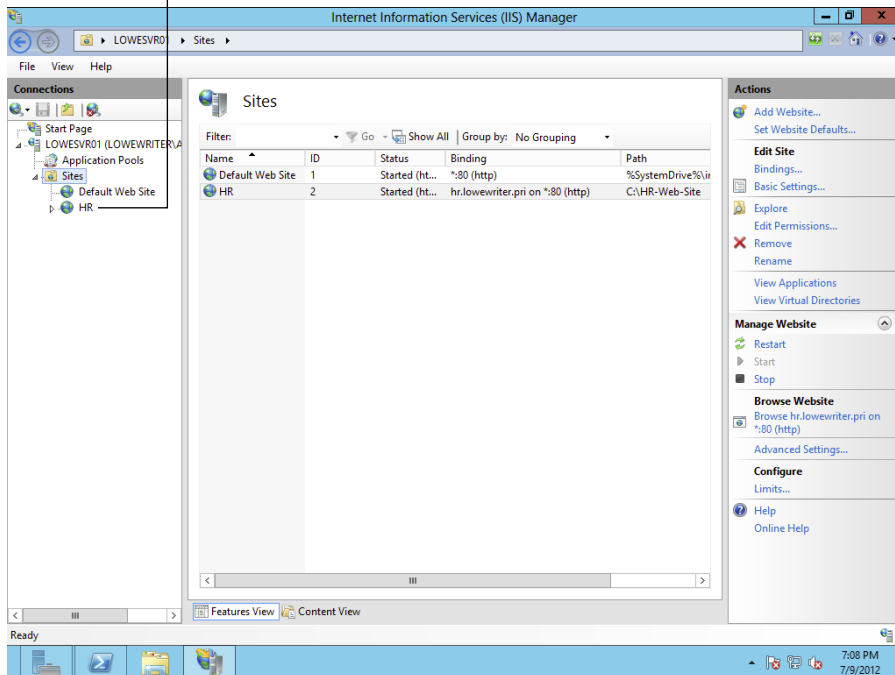 Internet Information Services (IIS) Manager
LOWESVR01 Sites
File View Help
Connections
Start Page
LOWESVR01 (LOWEWRITER\A
Application Pools
Sites
Default Web Site
HR
Sites
Filter: Go Show All Group by: No Grouping
Name ID Status Binding Path
Default Web Site 1 Started (ht... *:80 (http) %SystemDrive%\in
HR 2 Started (ht... hr.lowewriter.pri on *:80 (http) C:\HR-Web-Site
Features View Content View
Actions
Add Website...
Set Website Defaults...
Edit Site
Bindings...
Basic Settings...
Explore
Edit Permissions...
Remove
Rename
View Applications
View Virtual Directories
Manage Website
Restart
Start
Stop
Browse Website
Browse hr.lowewriter.pri on
*:80 (http)
Advanced Settings...
Configure
Limits...
Help
Online Help
Ready
7:08 PM
7/9/2012